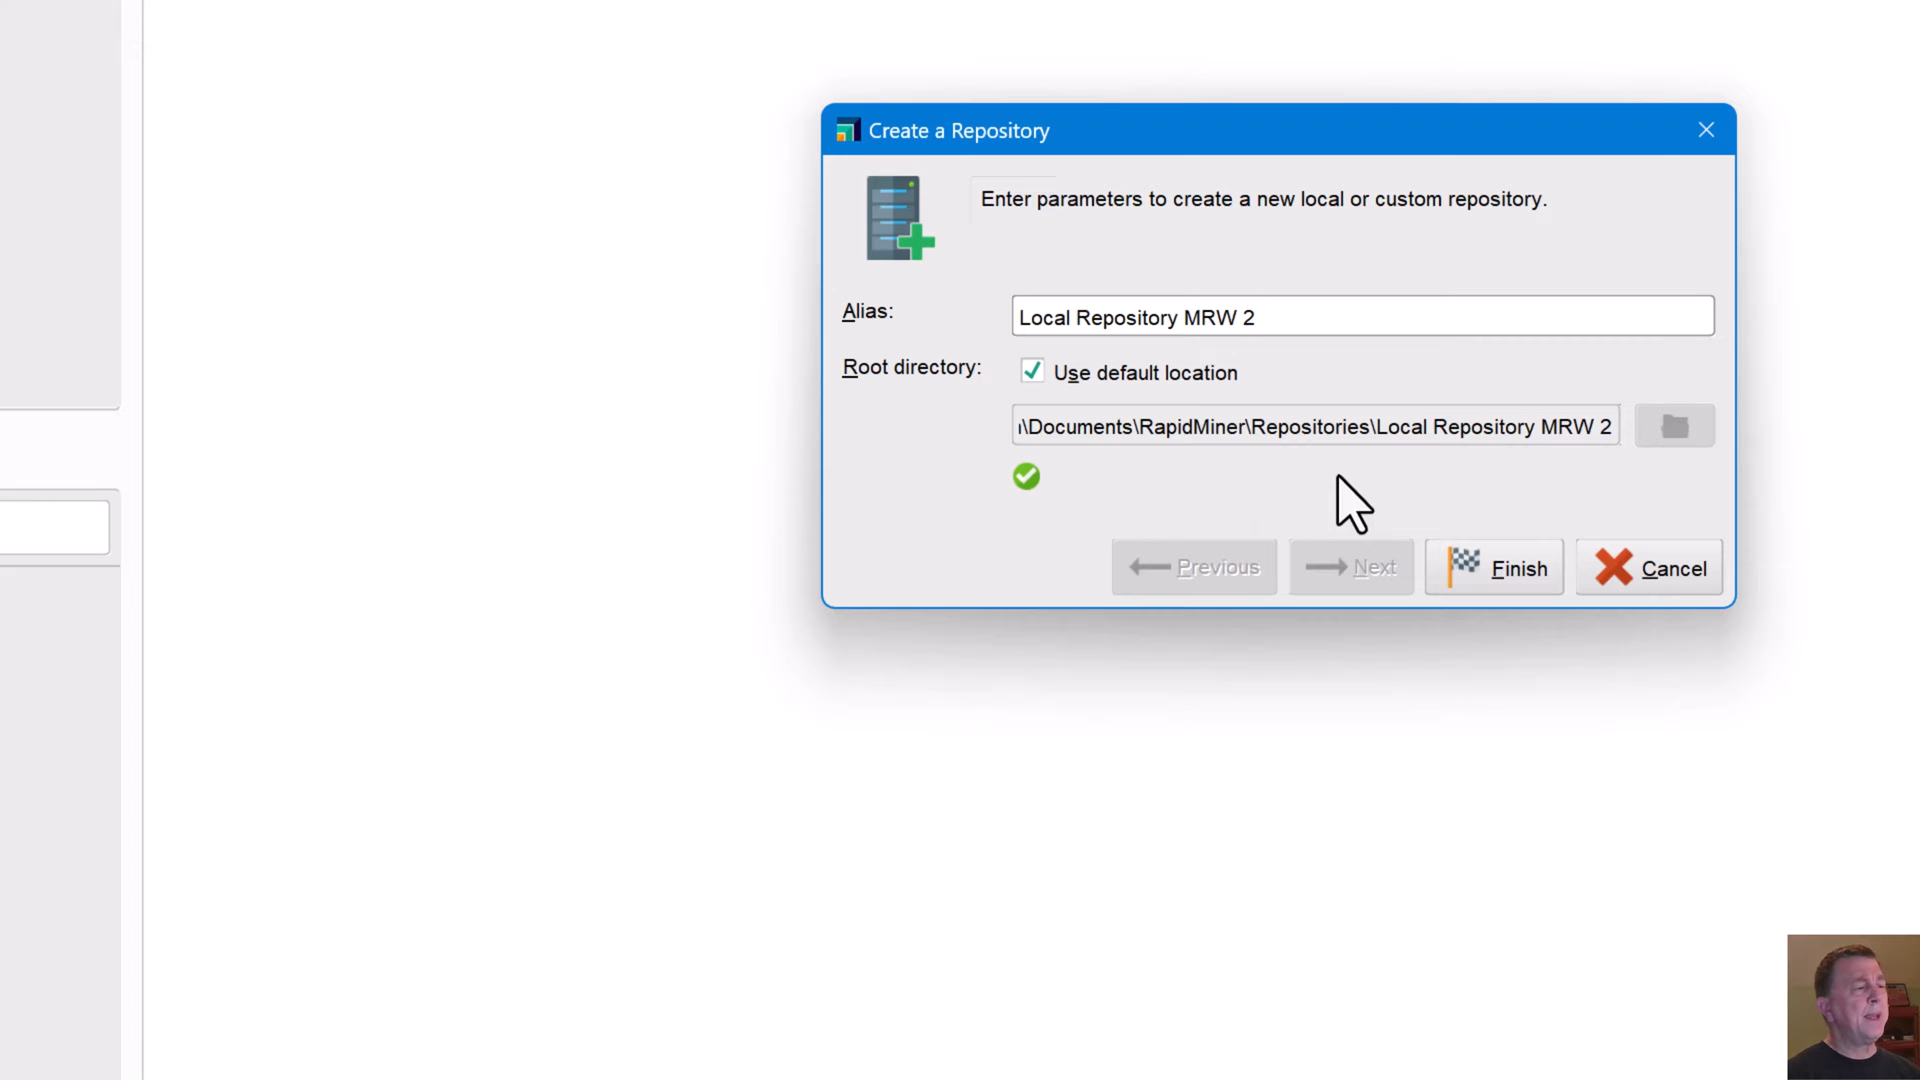 Create a Repository
Enter parameters to create a new local or custom repository.
Alias:
Local Repository MRW 2
Root directory:
Use default location
\Documents\RapidMiner\Repositories\Local Repository MRW 2
Previous
Next
Finish
Cancel